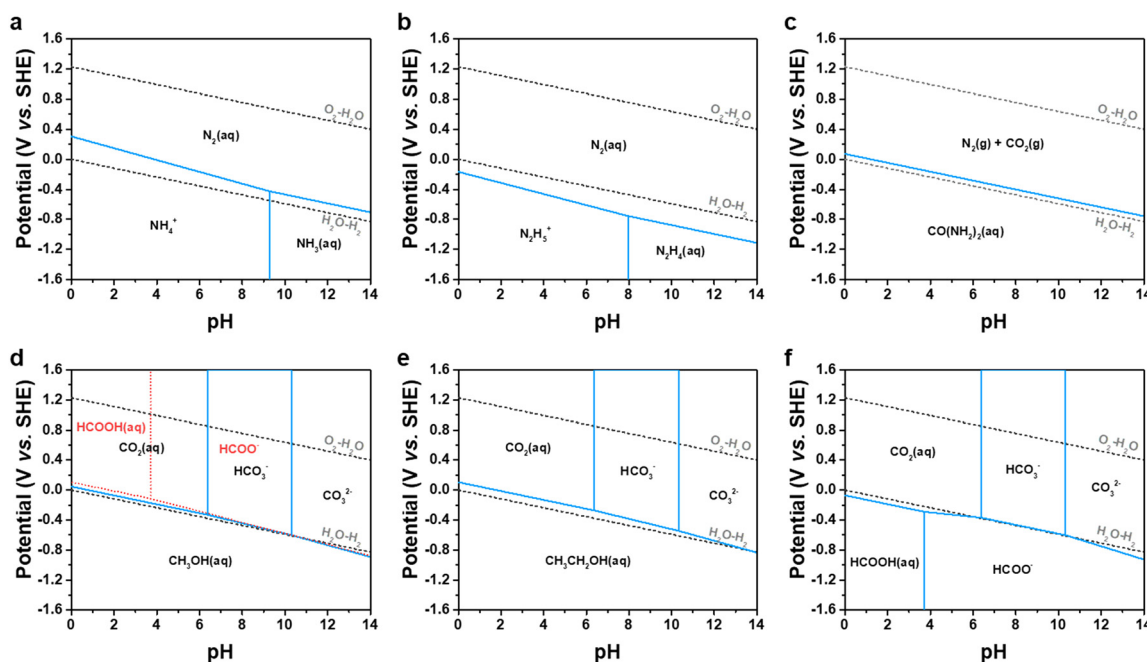 a
Potential (V vs. SHE)
1.6
1.2
0.8
0.4
0.0
-0.4
-0.8
-1.2
-1.6
O₂-H₂O
N₂(aq)
H₂O-H₂
NH₄⁺
NH₃(aq)
0 2 4 6 8 10 12 14
pH
b
Potential (V vs. SHE)
1.6
1.2
0.8
0.4
0.0
-0.4
-0.8
-1.2
-1.6
O₂-H₂O
N₂(aq)
H₂O-H₂
N₂H₅⁺
N₂H₄(aq)
0 2 4 6 8 10 12 14
pH
c
Potential (V vs. SHE)
1.6
1.2
0.8
0.4
0.0
-0.4
-0.8
-1.2
-1.6
O₂-H₂O
N₂(g) + CO₂(g)
H₂O-H₂
CO(NH₂)₂(aq)
0 2 4 6 8 10 12 14
pH
d
Potential (V vs. SHE)
1.6
1.2
0.8
0.4
0.0
-0.4
-0.8
-1.2
-1.6
HCOOH(aq)
CO₂(aq)
HCOO⁻
HCO₃⁻
O₂-H₂O
CO₃²⁻
H₂O-H₂
CH₃OH(aq)
0 2 4 6 8 10 12 14
pH
e
Potential (V vs. SHE)
1.6
1.2
0.8
0.4
0.0
-0.4
-0.8
-1.2
-1.6
CO₂(aq)
HCO₃⁻
O₂-H₂O
CO₃²⁻
H₂O-H₂
CH₃CH₂OH(aq)
0 2 4 6 8 10 12 14
pH
f
Potential (V vs. SHE)
1.6
1.2
0.8
0.4
0.0
-0.4
-0.8
-1.2
-1.6
CO₂(aq)
HCO₃⁻
O₂-H₂O
CO₃²⁻
H₂O-H₂
HCOOH(aq)
HCOO⁻
0 2 4 6 8 10 12 14
pH